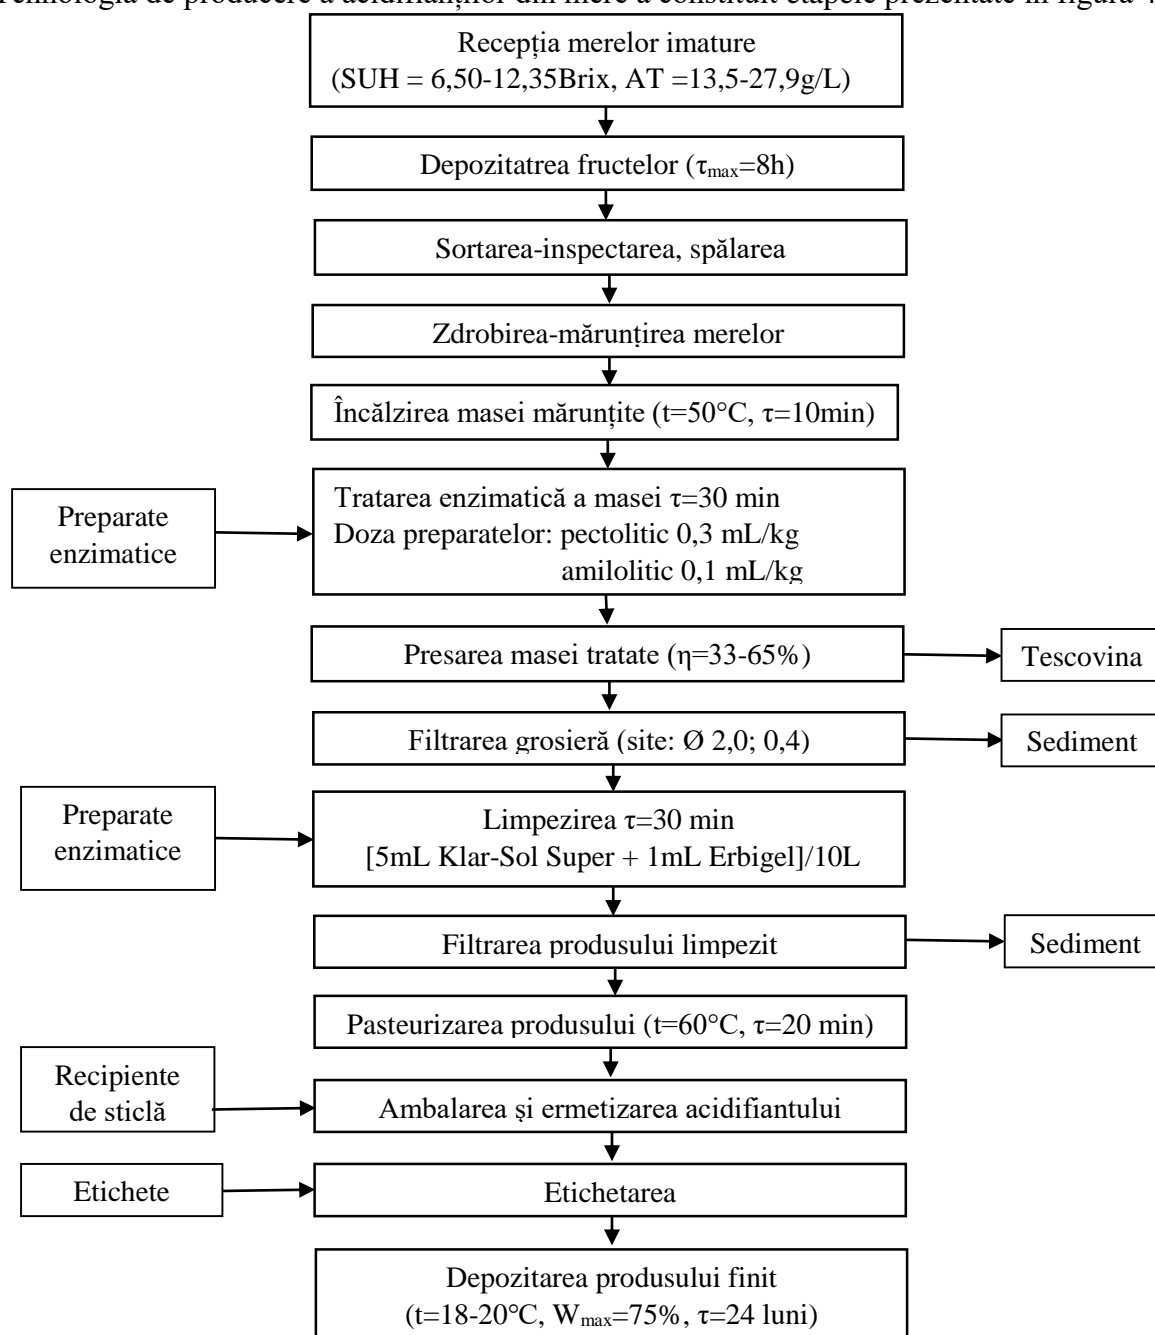 Tehnologia de producere a acidifianților din mere a constituit etapele prezentate în figura 4
Recepția merelor imature
(SUH = 6,50-12,35Brix, AT =13,5-27,9g/L)
Depozitatrea fructelor (τmax=8h)
Sortarea-inspectarea, spălarea
Zdrobirea-mărunțirea merelor
Încălzirea masei mărunțite (t=50°C, τ=10min)
Preparate
enzimatice
Tratarea enzimatică a masei τ=30 min
Doza preparatelor: pectolitic 0,3 mL/kg
amilolitic 0,1 mL/kg
Presarea masei tratate (η=33-65%)
Tescovina
Filtrarea grosieră (site: Ø 2,0; 0,4)
Sediment
Preparate
enzimatice
Limpezirea τ=30 min
[5mL Klar-Sol Super + 1mL Erbigel]/10L
Filtrarea produsului limpezit
Sediment
Pasteurizarea produsului (t=60°C, τ=20 min)
Recipiente
de sticlă
Ambalarea și ermetizarea acidifiantului
Etichete
Etichetarea
Depozitarea produsului finit
(t=18-20°C, Wmax=75%, τ=24 luni)